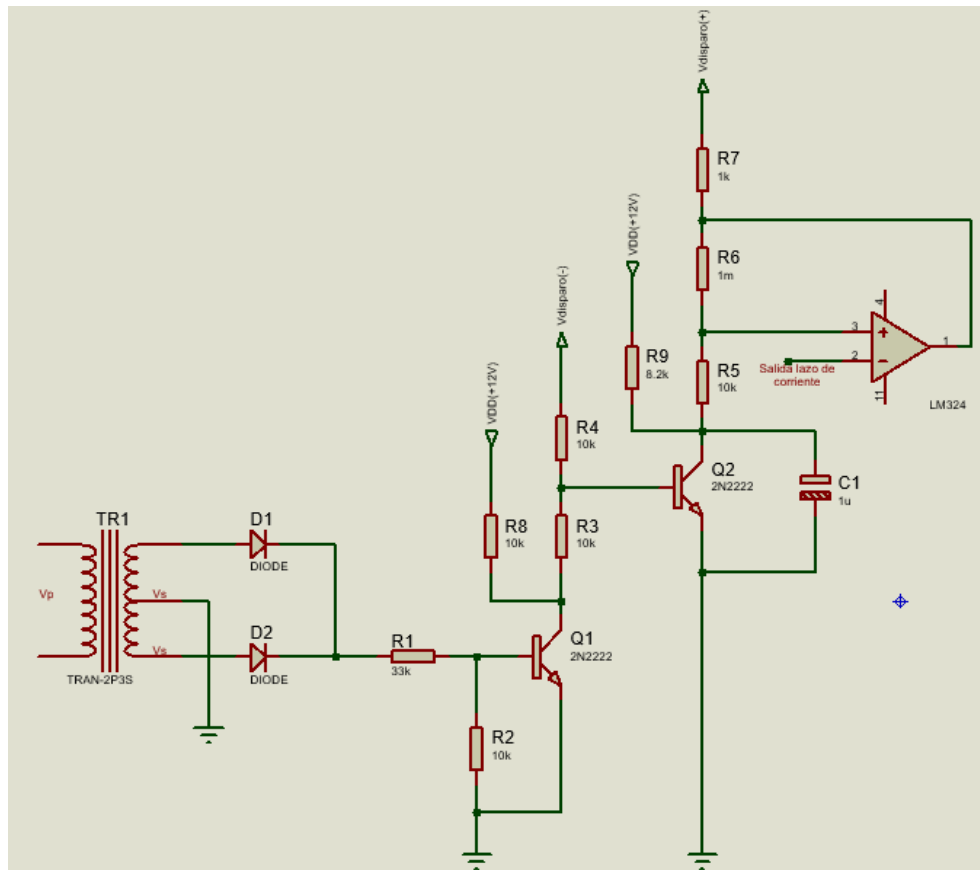 Vdisparo(+)
R7
1k
VDD(+12V)
R6
1m
Vdisparo(-)
4
3
2
1
11
Salida lazo de
corriente
LM324
R9
8.2k
R5
10k
VDD(+12V)
R4
10k
Q2
2N2222
C1
1u
TR1
D1
DIODE
R8
10k
R3
10k
Vp
Vs
Vs
D2
DIODE
TRAN-2P3S
R1
33k
Q1
2N2222
R2
10k